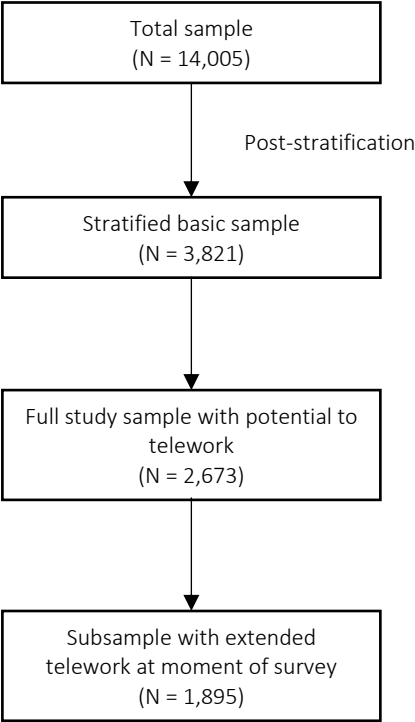 Total sample
(N = 14,005)
Post-stratification
Stratified basic sample
(N = 3,821)
Full study sample with potential to
telework
(N = 2,673)
Subsample with extended
telework at moment of survey
(N = 1,895)